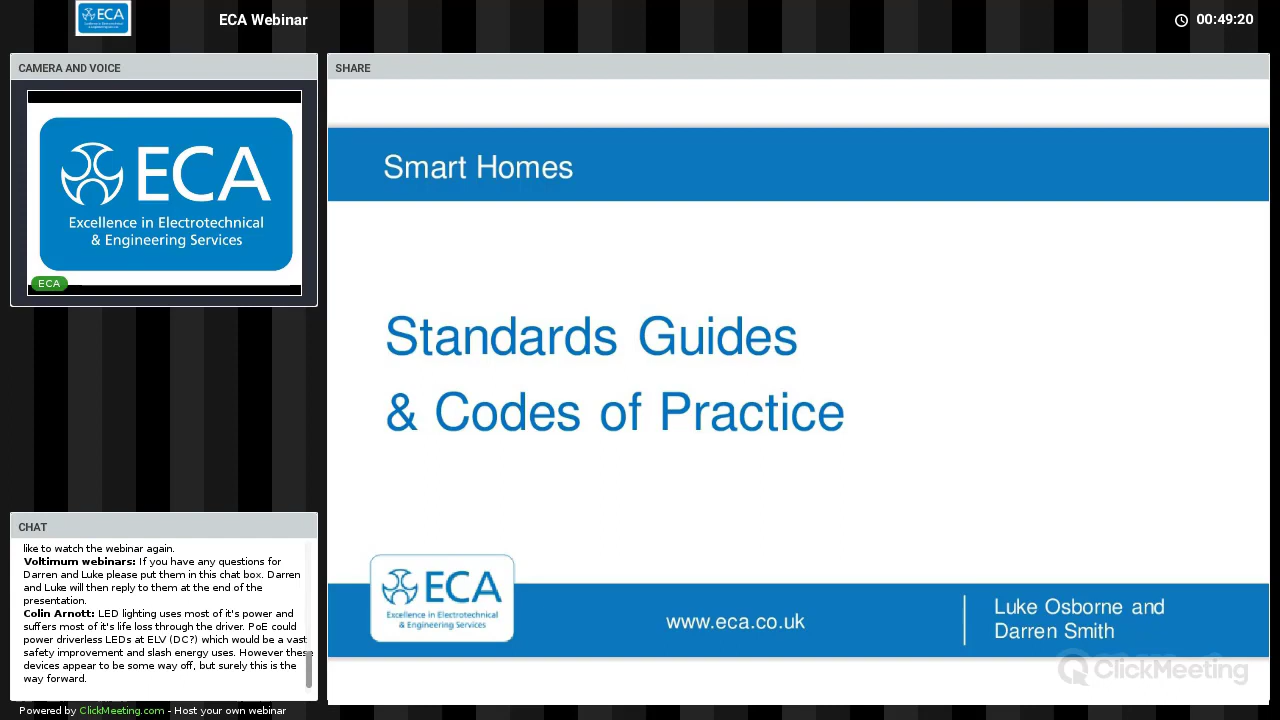 ECA
ECA Webinar
00:49:20
CAMERA AND VOICE
ECA
Excellence in Electrotechnical
& Engineering Services
ECA
SHARE
Smart Homes
Standards Guides
& Codes of Practice
ECA
Excellence in Electrotechnical
& Engineering Services
www.eca.co.uk
Luke Osborne and
Darren Smith
ClickMeeting
CHAT
like to watch the webinar again.
Voltimum webinars: If you have any questions for
Darren and Luke please put them in this chat box. Darren
and Luke will then reply to them at the end of the
presentation.
Colin Arnott: LED lighting uses most of it's power and
suffers most of it's life loss through the driver. PoE could
power driverless LEDs at ELV (DC?) which would be a vast
safety improvement and slash energy uses. However these
devices appear to be some way off, but surely this is the
way forward.
Powered by ClickMeeting.com - Host your own webinar